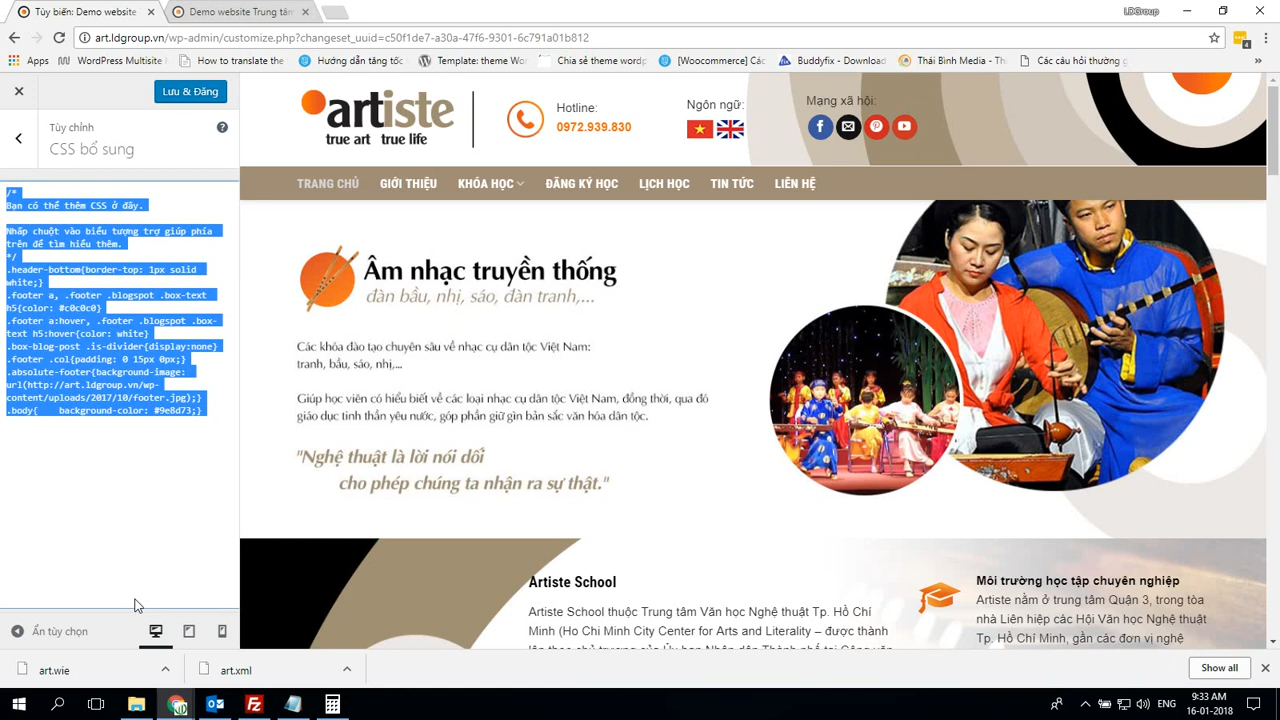 Tùy biến: Demo website
Demo website Trung tâm
LDGroup
art.ldgroup.vn/wp-admin/customize.php?changeset_uuid=c50f1de7-a30a-47f6-9301-6c791a01b812
4
Apps
WordPress Multisite
How to translate the
Hướng dẫn tăng tốc
Template: theme Wor
Chia sẻ theme wordp
[Woocommerce] Các
Buddyfix - Download
Thái Bình Media - Th
Các câu hỏi thường g
»
Lưu & Đăng
Tùy chỉnh
CSS bổ sung
/*
Bạn có thể thêm CSS ở đây.
Nhấp chuột vào biểu tượng trợ giúp phía
trên để tìm hiểu thêm.
*/
.header-bottom{border-top: 1px solid
white;}
.footer a, .footer .blogspot .box-text
h5{color: #c0c0c0}
.footer a:hover, .footer .blogspot .box-
text h5:hover{color: white}
.box-blog-post .is-divider{display:none}
.footer .col{padding: 0 15px 0px;}
.absolute-footer{background-image:
url(http://art.ldgroup.vn/wp-
content/uploads/2017/10/footer.jpg);}
.body{    background-color: #9e8d73;}
Ẩn tùy chọn
artiste
true art true life
Hotline:
0972.939.830
Ngôn ngữ:
Mạng xã hội:
TRANG CHỦ
GIỚI THIỆU
KHÓA HỌC
ĐĂNG KÝ HỌC
LỊCH HỌC
TIN TỨC
LIÊN HỆ
Âm nhạc truyền thống
đàn bầu, nhị, sáo, đàn tranh,...
Các khóa đào tạo chuyên sâu về nhạc cụ dân tộc Việt Nam:
tranh, bầu, sáo, nhị,...
Giúp học viên có hiểu biết về các loại nhạc cụ dân tộc Việt Nam, đồng thời, qua đó
giáo dục tinh thần yêu nước, góp phần giữ gìn bản sắc văn hóa dân tộc.
"Nghệ thuật là lời nói dối
cho phép chúng ta nhận ra sự thật."
Artiste School
Artiste School thuộc Trung tâm Văn học Nghệ thuật Tp. Hồ Chí
Minh (Ho Chi Minh City Center for Arts and Literality – được thành
lập theo chủ trương của Ủy ban Nhân dân Thành phố tại Công văn
Môi trường học tập chuyên nghiệp
Artiste nằm ở trung tâm Quận 3, trong tòa
nhà Liên hiệp các Hội Văn học Nghệ thuật
Tp. Hồ Chí Minh, gần các đơn vị nghệ
art.wie
art.xml
Show all
ENG
9:33 AM
16-01-2018